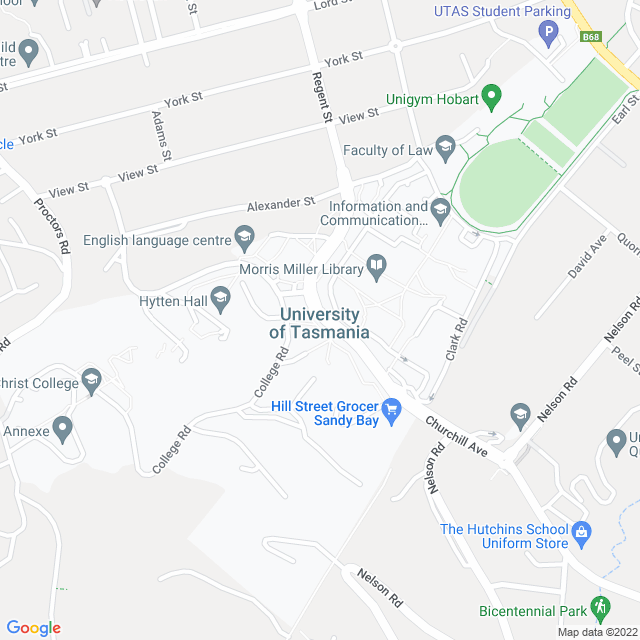 Lord St
UTAS Student Parking
B68
York St
Regent St
Earl St
Unigym Hobart
York St
View St
Adams St
York St
Faculty of Law
View St
View St
Alexander St
Information and
Communication...
Proctors Rd
English language centre
David Ave
Morris Miller Library
Hytten Hall
University
of Tasmania
Nelson Rd
Clark Rd
College Rd
Christ College
Nelson Rd
Hill Street Grocer
Sandy Bay
Churchill Ave
Annexe
College Rd
Nelson Rd
The Hutchins School
Uniform Store
Nelson Rd
Bicentennial Park
Google
Map data ©2022